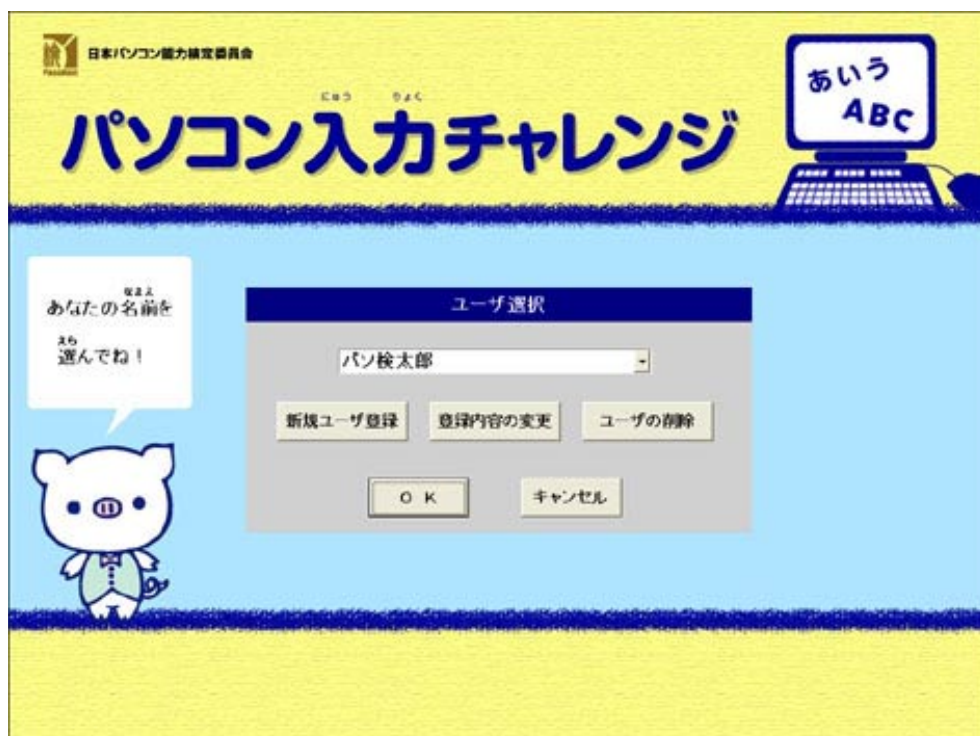 日本パソコン能力検定委員会
にゅう りょく
パソコン入力チャレンジ
あいう
ABC
なまえ
あなたの名前を
えら
選んでね！
ユーザ選択
パソ検太郎
新規ユーザ登録 登録内容の変更 ユーザの削除
ＯＫ キャンセル